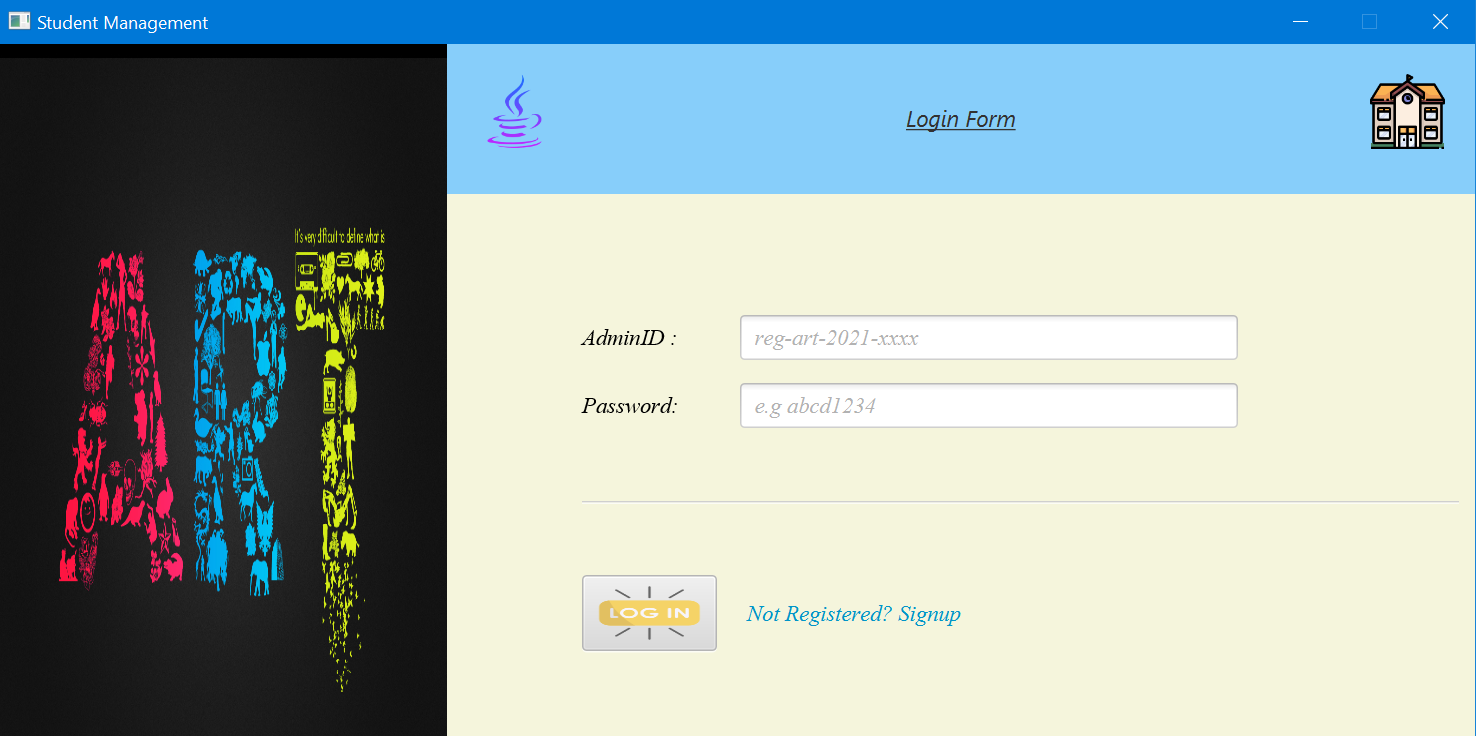 Student Management
Login Form
It's very difficult to define what is
ART
AdminID :
reg-art-2021-xxxx
Password:
e.g abcd1234
LOG IN
Not Registered? Signup